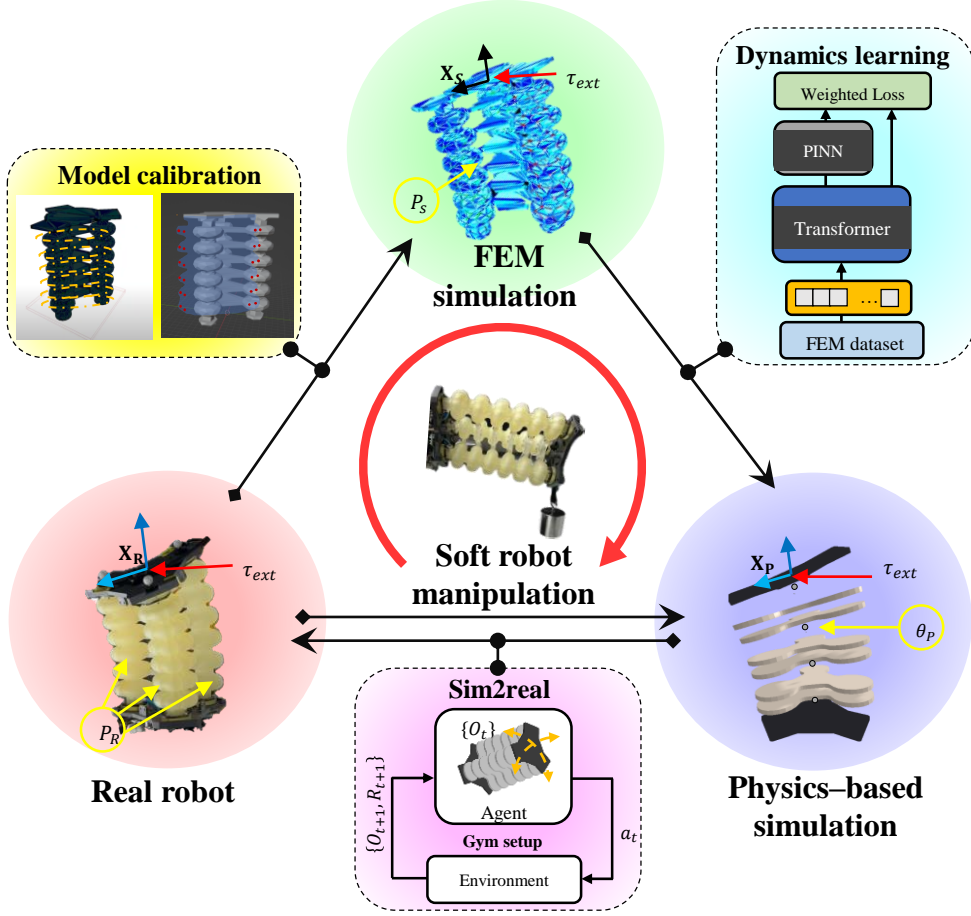 X_S
τ_ext
P_S
FEM
simulation
Model calibration
Dynamics learning
Weighted Loss
PINN
Transformer
...
FEM dataset
Soft robot
manipulation
X_R
τ_ext
P_R
Real robot
X_P
τ_ext
θ_P
Physics–based
simulation
Sim2real
{O_t}
Agent
{O_{t+1}, R_{t+1}}
a_t
Gym setup
Environment